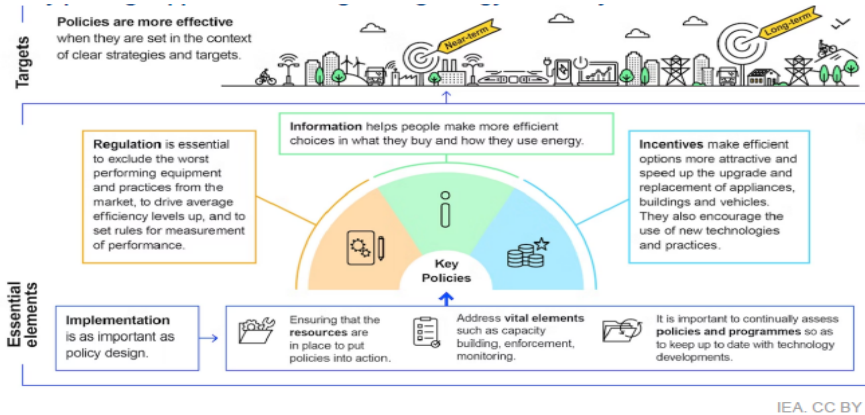 Policies are more effective
when they are set in the context
of clear strategies and targets.
Near-term
Long-term
Targets
Regulation is essential
to exclude the worst
performing equipment
and practices from the
market, to drive average
efficiency levels up, and to
set rules for measurement
of performance.
Information helps people make more efficient
choices in what they buy and how they use energy.
Incentives make efficient
options more attractive and
speed up the upgrade and
replacement of appliances,
buildings and vehicles.
They also encourage the
use of new technologies
and practices.
i
Key
Policies
Essential
elements
Implementation
is as important as
policy design.
Ensuring that the
resources are
in place to put
policies into action.
Address vital elements
such as capacity
building, enforcement,
monitoring.
It is important to continually assess
policies and programmes so as
to keep up to date with technology
developments.
IEA. CC BY